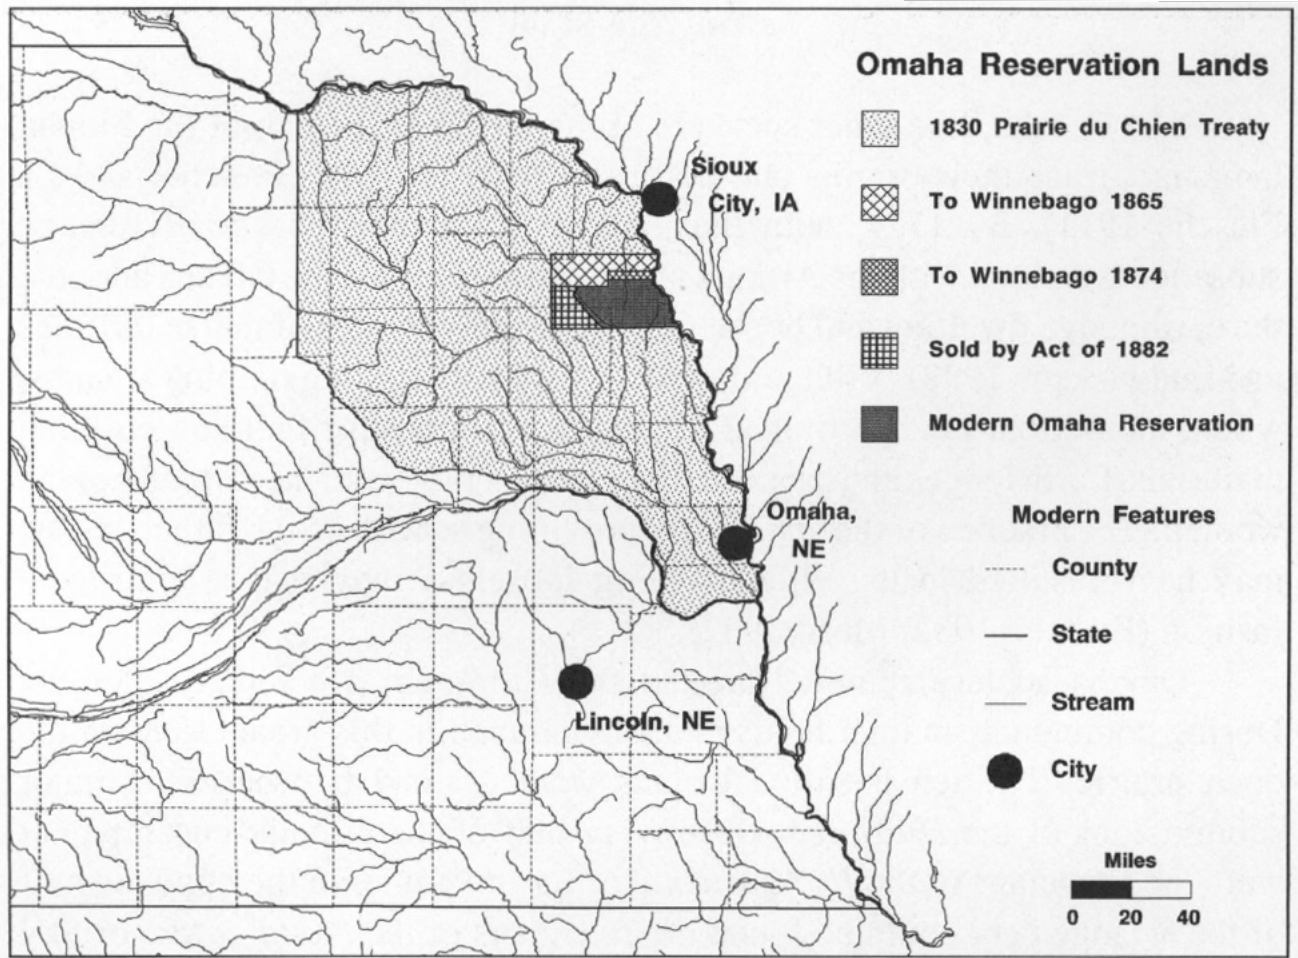 Omaha Reservation Lands
1830 Prairie du Chien Treaty
To Winnebago 1865
To Winnebago 1874
Sold by Act of 1882
Modern Omaha Reservation
Modern Features
County
State
Stream
City
Miles
0 20 40
Sioux
City, IA
Omaha,
NE
Lincoln, NE